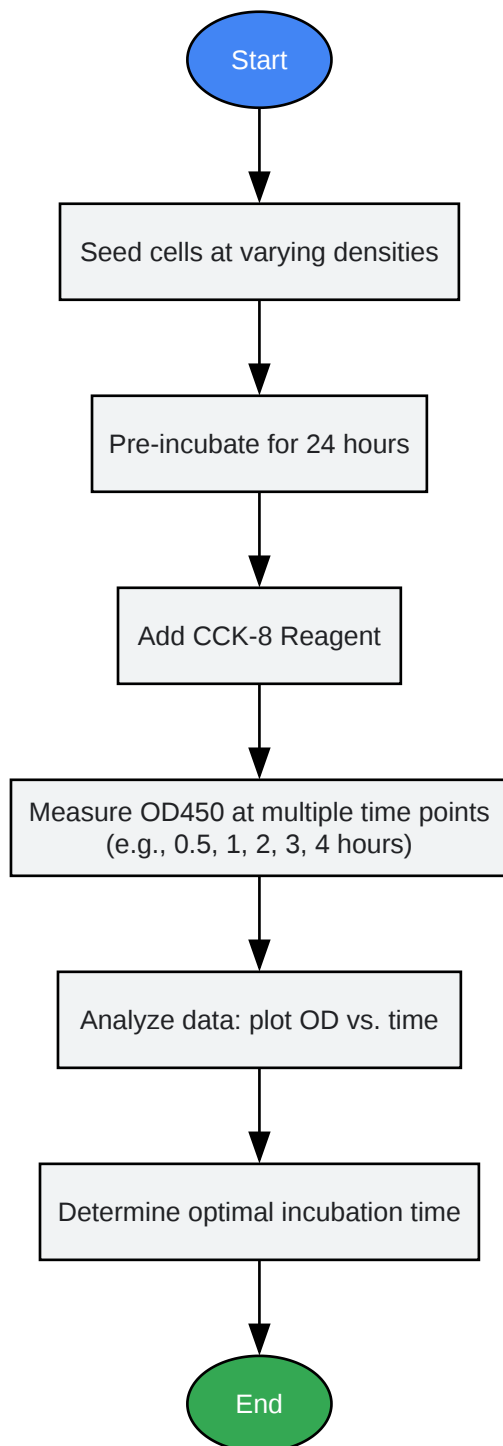 Start
Seed cells at varying densities
Pre-incubate for 24 hours
Add CCK-8 Reagent
Measure OD450 at multiple time points
(e.g., 0.5, 1, 2, 3, 4 hours)
Analyze data: plot OD vs. time
Determine optimal incubation time
End